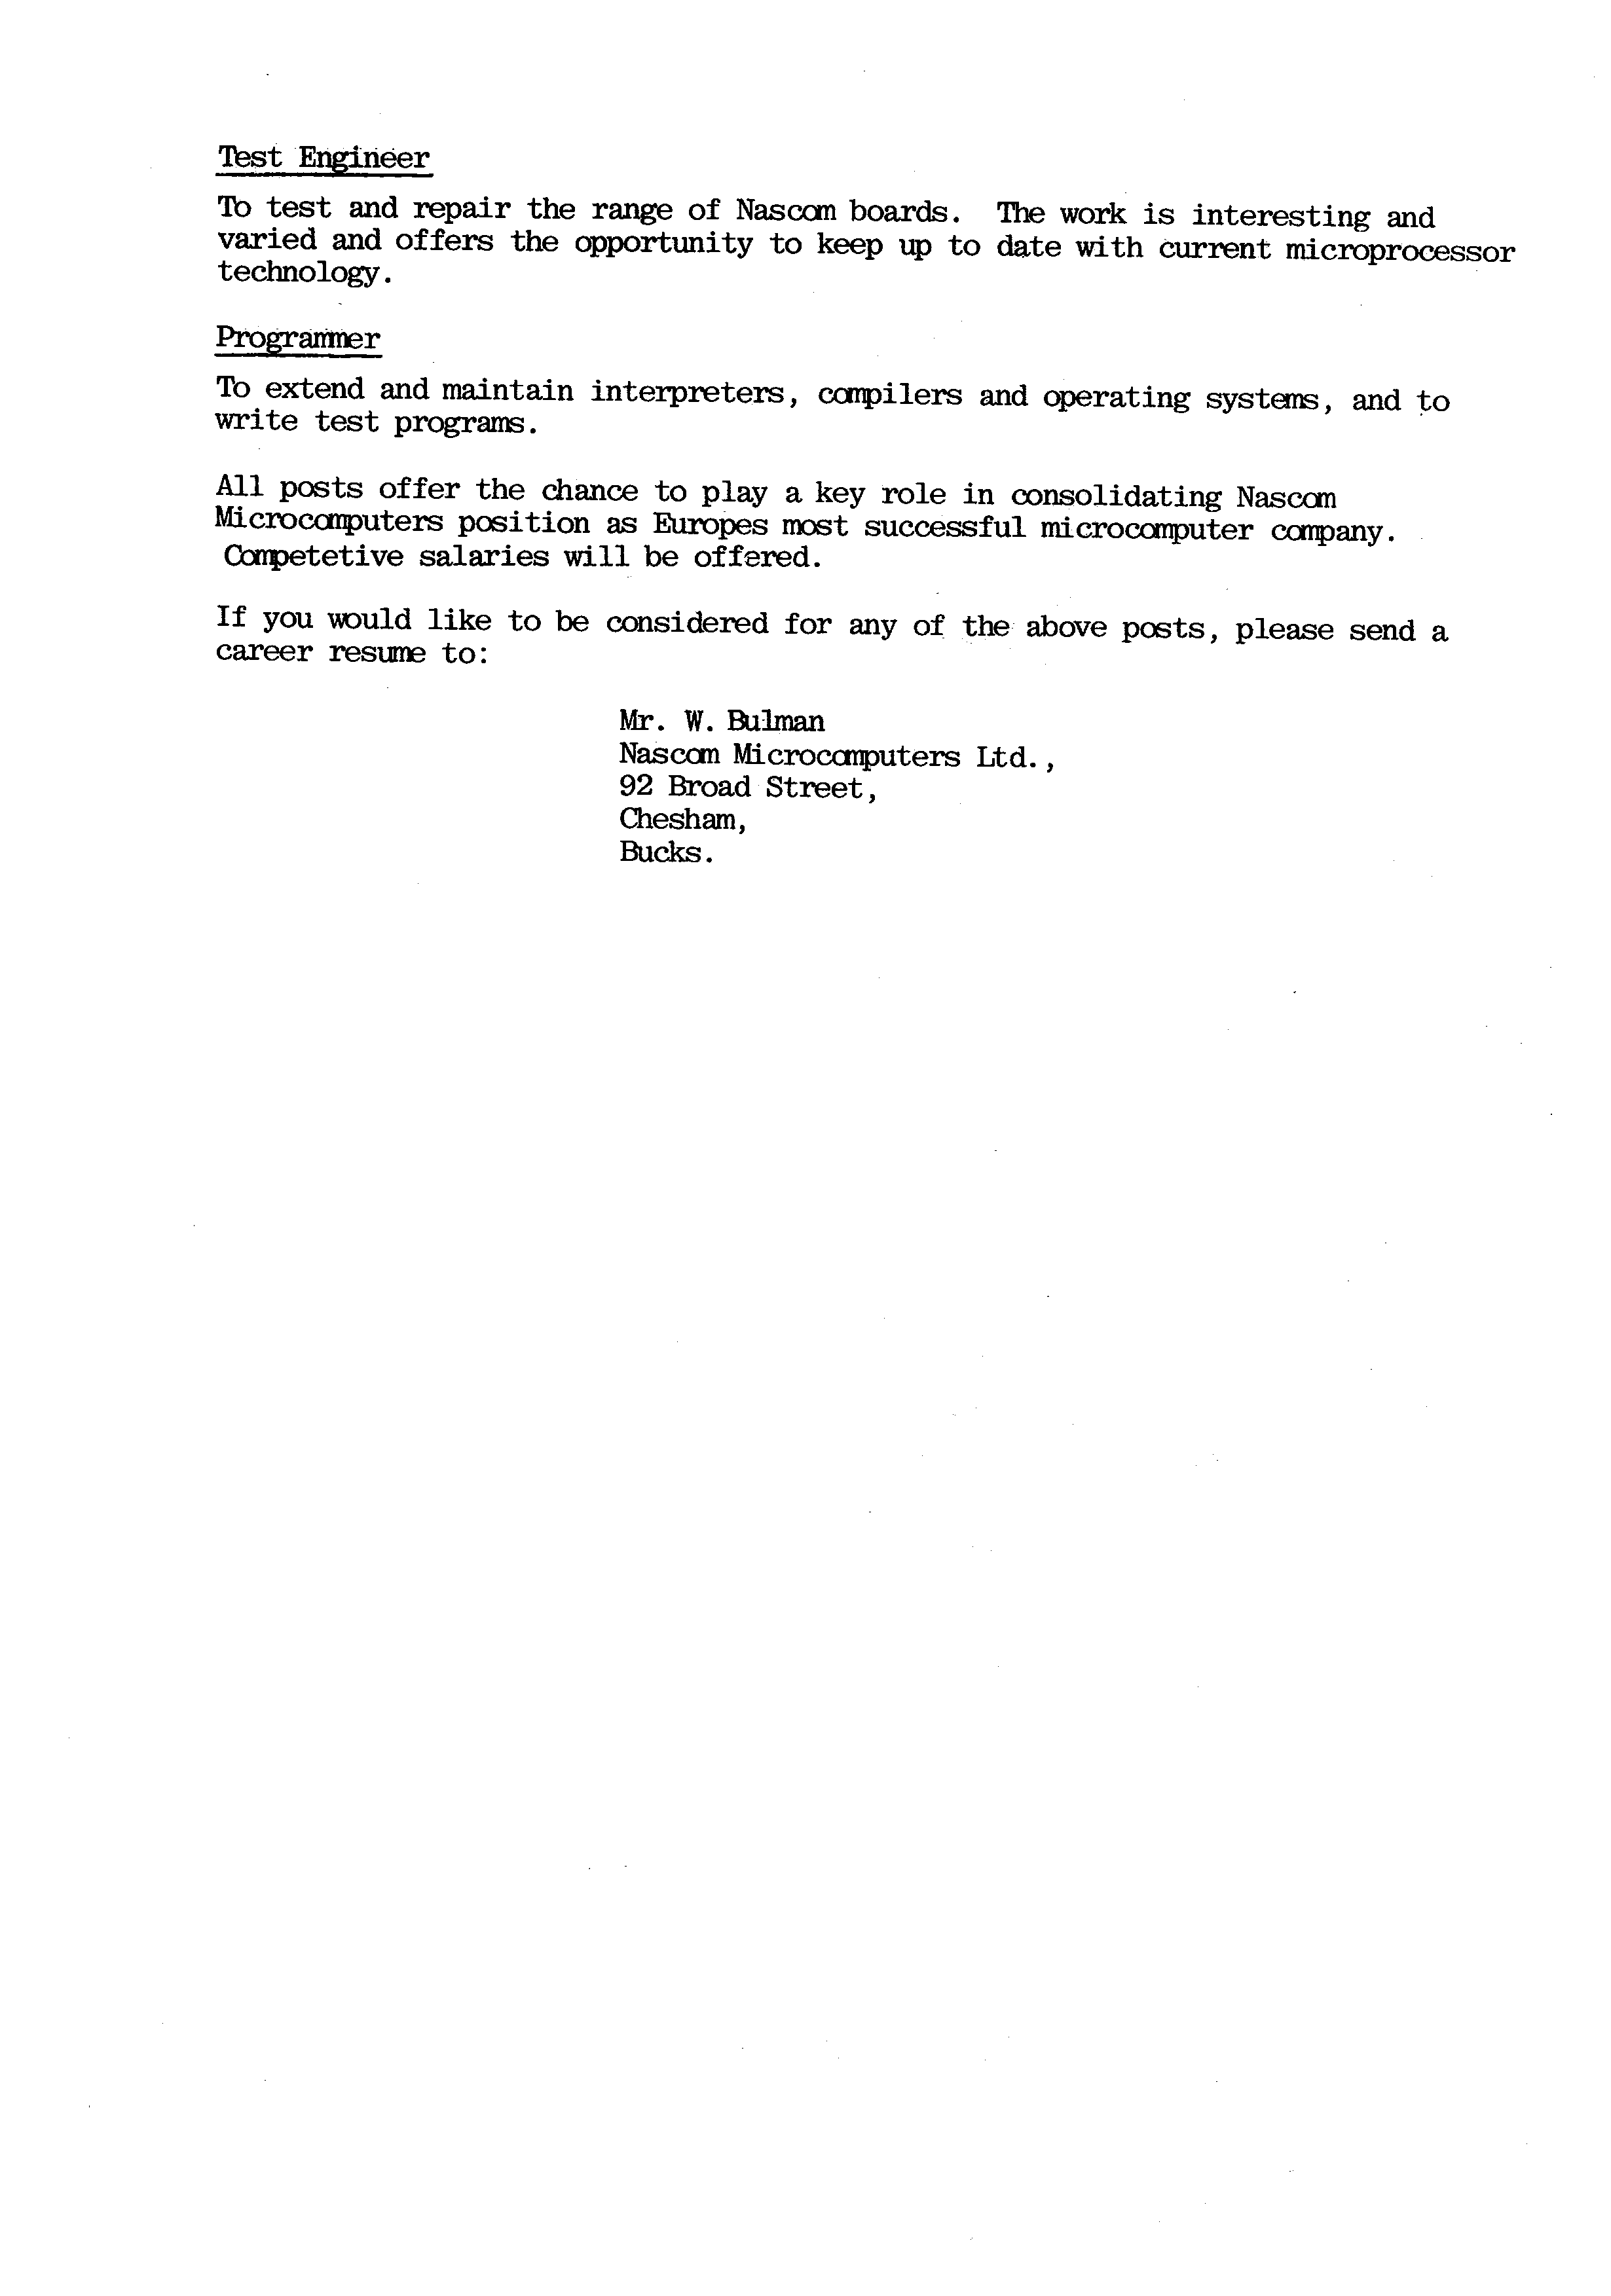 Test Engineer
To test and repair the range of Nascom boards.  The work is interesting and
varied and offers the opportunity to keep up to date with current microprocessor
technology.
Programmer
To extend and maintain interpreters, compilers and operating systems, and to
write test programs.
All posts offer the chance to play a key role in consolidating Nascom
Microcomputers position as Europes most successful microcomputer company.
Competetive salaries will be offered.
If you would like to be considered for any of the above posts, please send a
career resume to:
Mr. W. Bulman
Nascom Microcomputers Ltd.,
92 Broad Street,
Chesham,
Bucks.